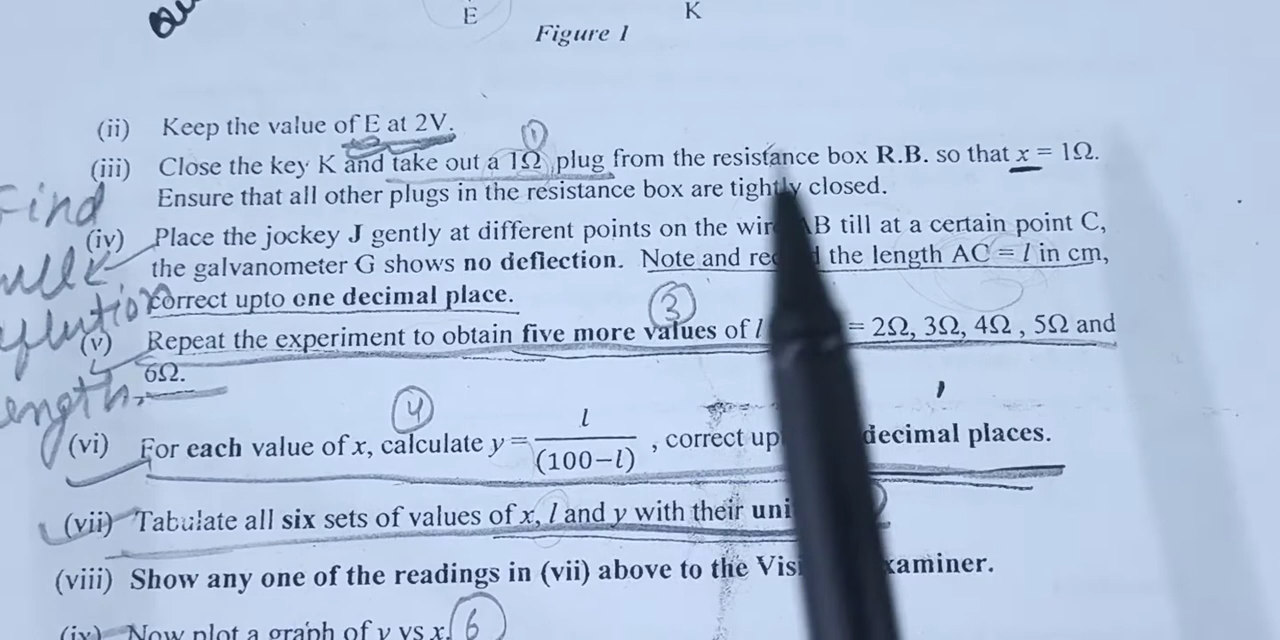 E K
Figure 1
(ii) Keep the value of E at 2V.
①
(iii) Close the key K and take out a 1Ω plug from the resistance box R.B. so that x = 1Ω.
Ensure that all other plugs in the resistance box are tightly closed.
Find
(iv) Place the jockey J gently at different points on the wire AB till at a certain point C,
the galvanometer G shows no deflection. Note and record the length AC = l in cm,
correct upto one decimal place.
③
(v) Repeat the experiment to obtain five more values of l = 2Ω, 3Ω, 4Ω , 5Ω and
6Ω.
④
(vi) For each value of x, calculate y = l/(100−l) , correct up decimal places.
(vii) Tabulate all six sets of values of x, l and y with their uni
(viii) Show any one of the readings in (vii) above to the Visi xaminer.
(ix) Now plot a graph of y vs x. 6